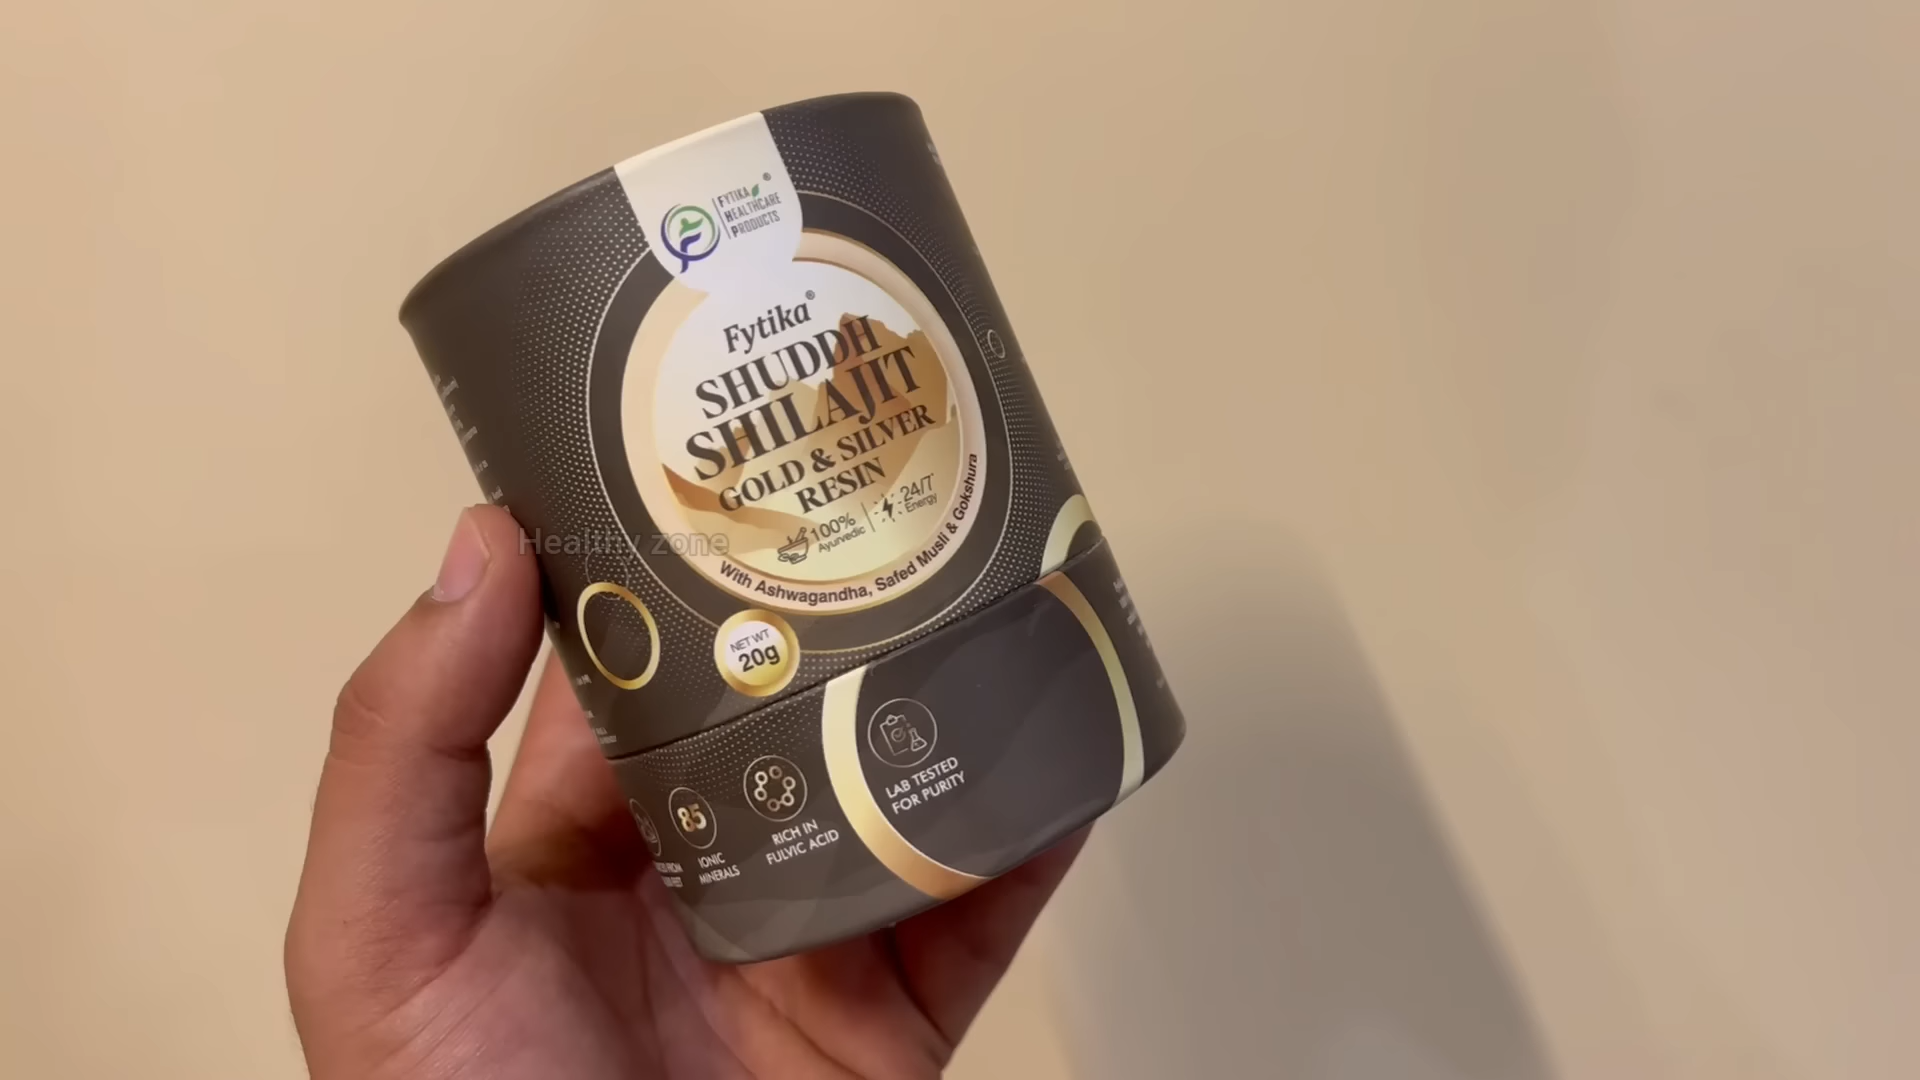 FYTIKA®
HEALTHCARE
PRODUCTS
Fytika®
SHUDDH
SHILAJIT
GOLD & SILVER
RESIN
100%
Ayurvedic
24/7*
Energy
With Ashwagandha, Safed Musli & Gokshura
Healthy zone
NET WT
20g
85
IONIC
MINERALS
RICH IN
FULVIC ACID
LAB TESTED
FOR PURITY